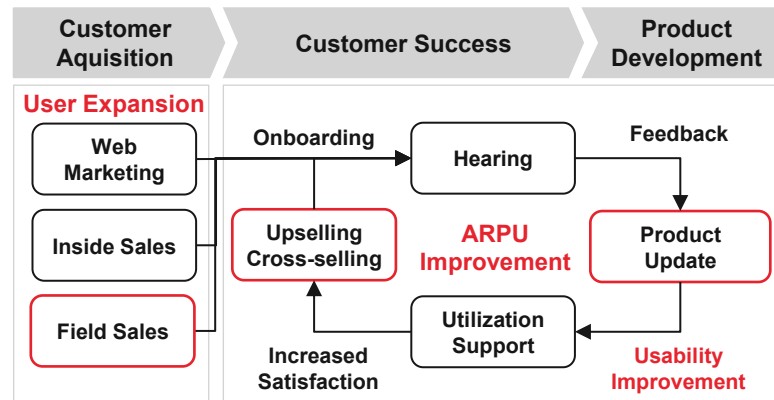 Customer
Aquisition
Customer Success
Product
Development
User Expansion
Web
Marketing
Inside Sales
Field Sales
Onboarding
Hearing
Feedback
Upselling
Cross-selling
ARPU
Improvement
Product
Update
Utilization
Support
Increased
Satisfaction
Usability
Improvement